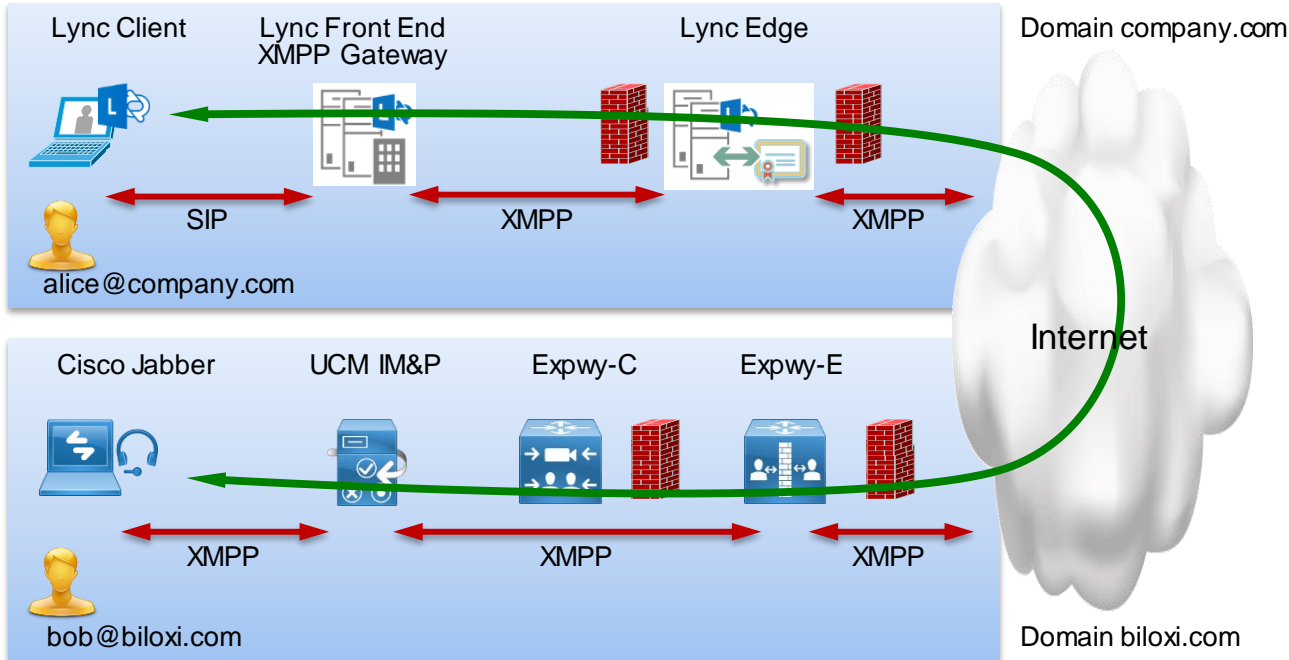 Lync Client
Lync Front End
XMPP Gateway
Lync Edge
Domain company.com
L
L
L
SIP
XMPP
XMPP
alice@company.com
Internet
Cisco Jabber
UCM IM&P
Expwy-C
Expwy-E
XMPP
XMPP
XMPP
bob@biloxi.com
Domain biloxi.com